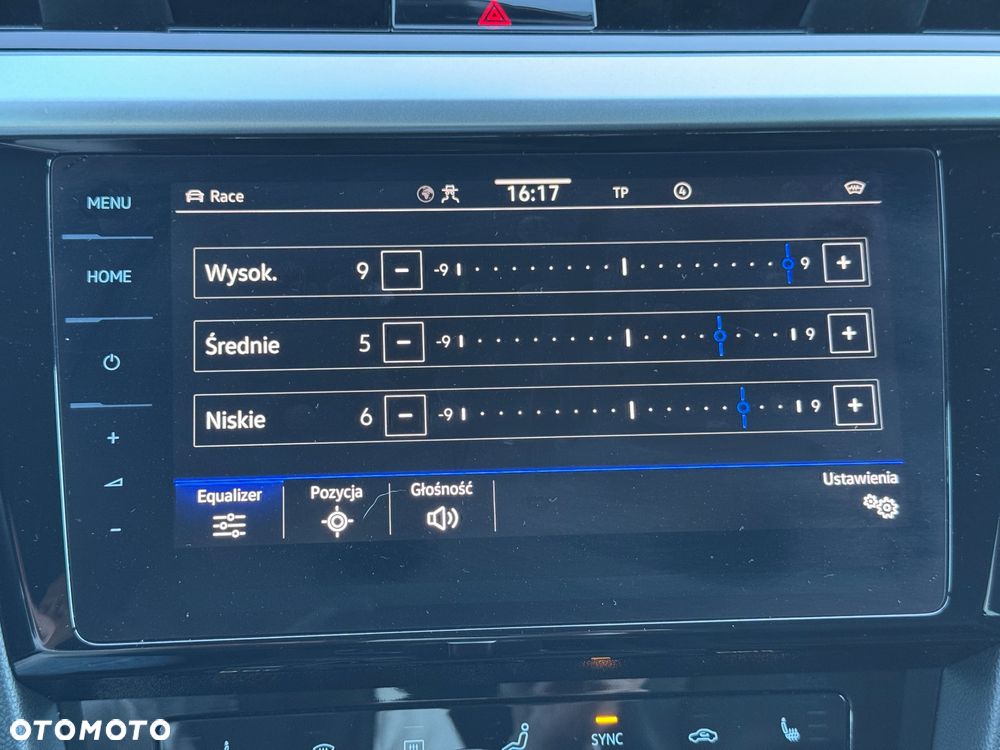 MENU
HOME
+
-
Race
16:17
TP
4
Wysok. 9 - -9 9 +
Średnie 5 - -9 9 +
Niskie 6 - -9 9 +
Equalizer
Pozycja
Głośność
Ustawienia
SYNC
OTOMOTO